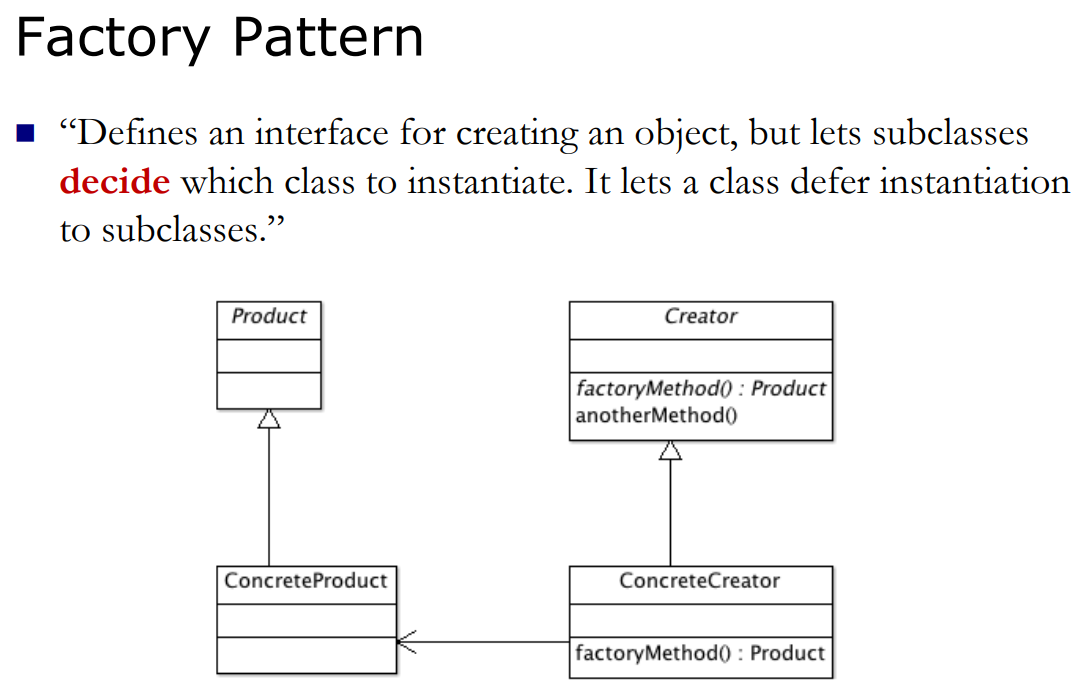 Factory Pattern
“Defines an interface for creating an object, but lets subclasses
decide which class to instantiate. It lets a class defer instantiation
to subclasses.”
Product
Creator
factoryMethod() : Product
anotherMethod()
ConcreteProduct
ConcreteCreator
factoryMethod() : Product